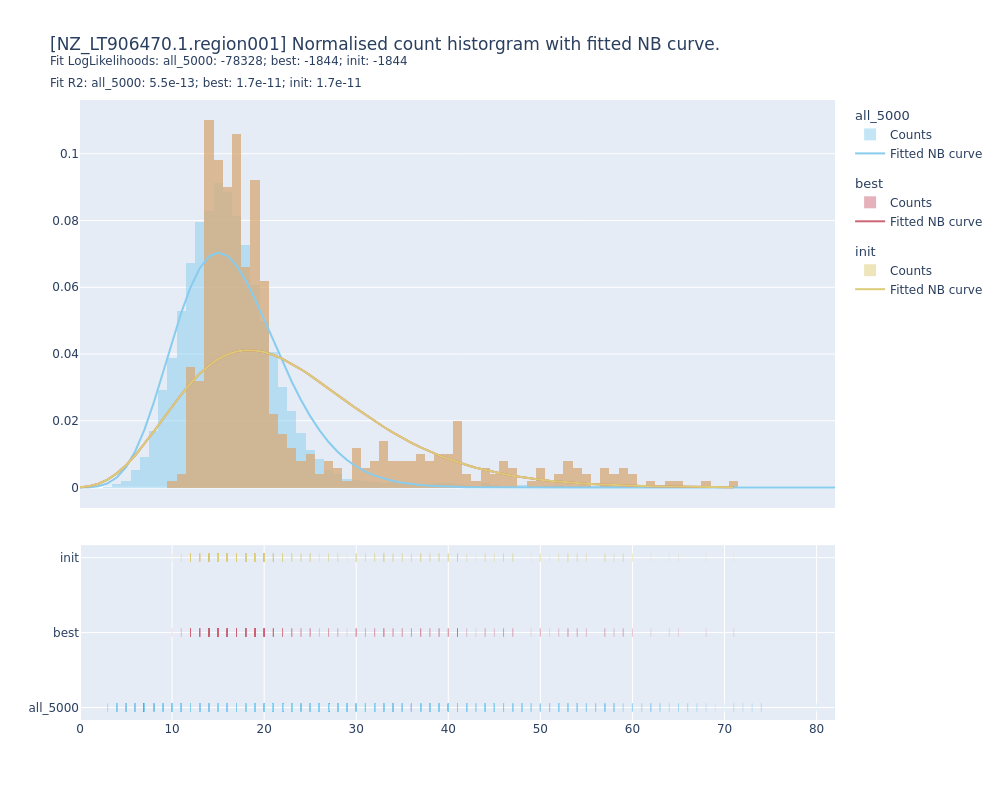 [NZ_LT906470.1.region001] Normalised count historgram with fitted NB curve.
Fit LogLikelihoods: all_5000: -78328; best: -1844; init: -1844
Fit R2: all_5000: 5.5e-13; best: 1.7e-11; init: 1.7e-11
0.1
0.08
0.06
0.04
0.02
0
all_5000
Counts
Fitted NB curve
best
Counts
Fitted NB curve
init
Counts
Fitted NB curve
init
best
all_5000
0 10 20 30 40 50 60 70 80